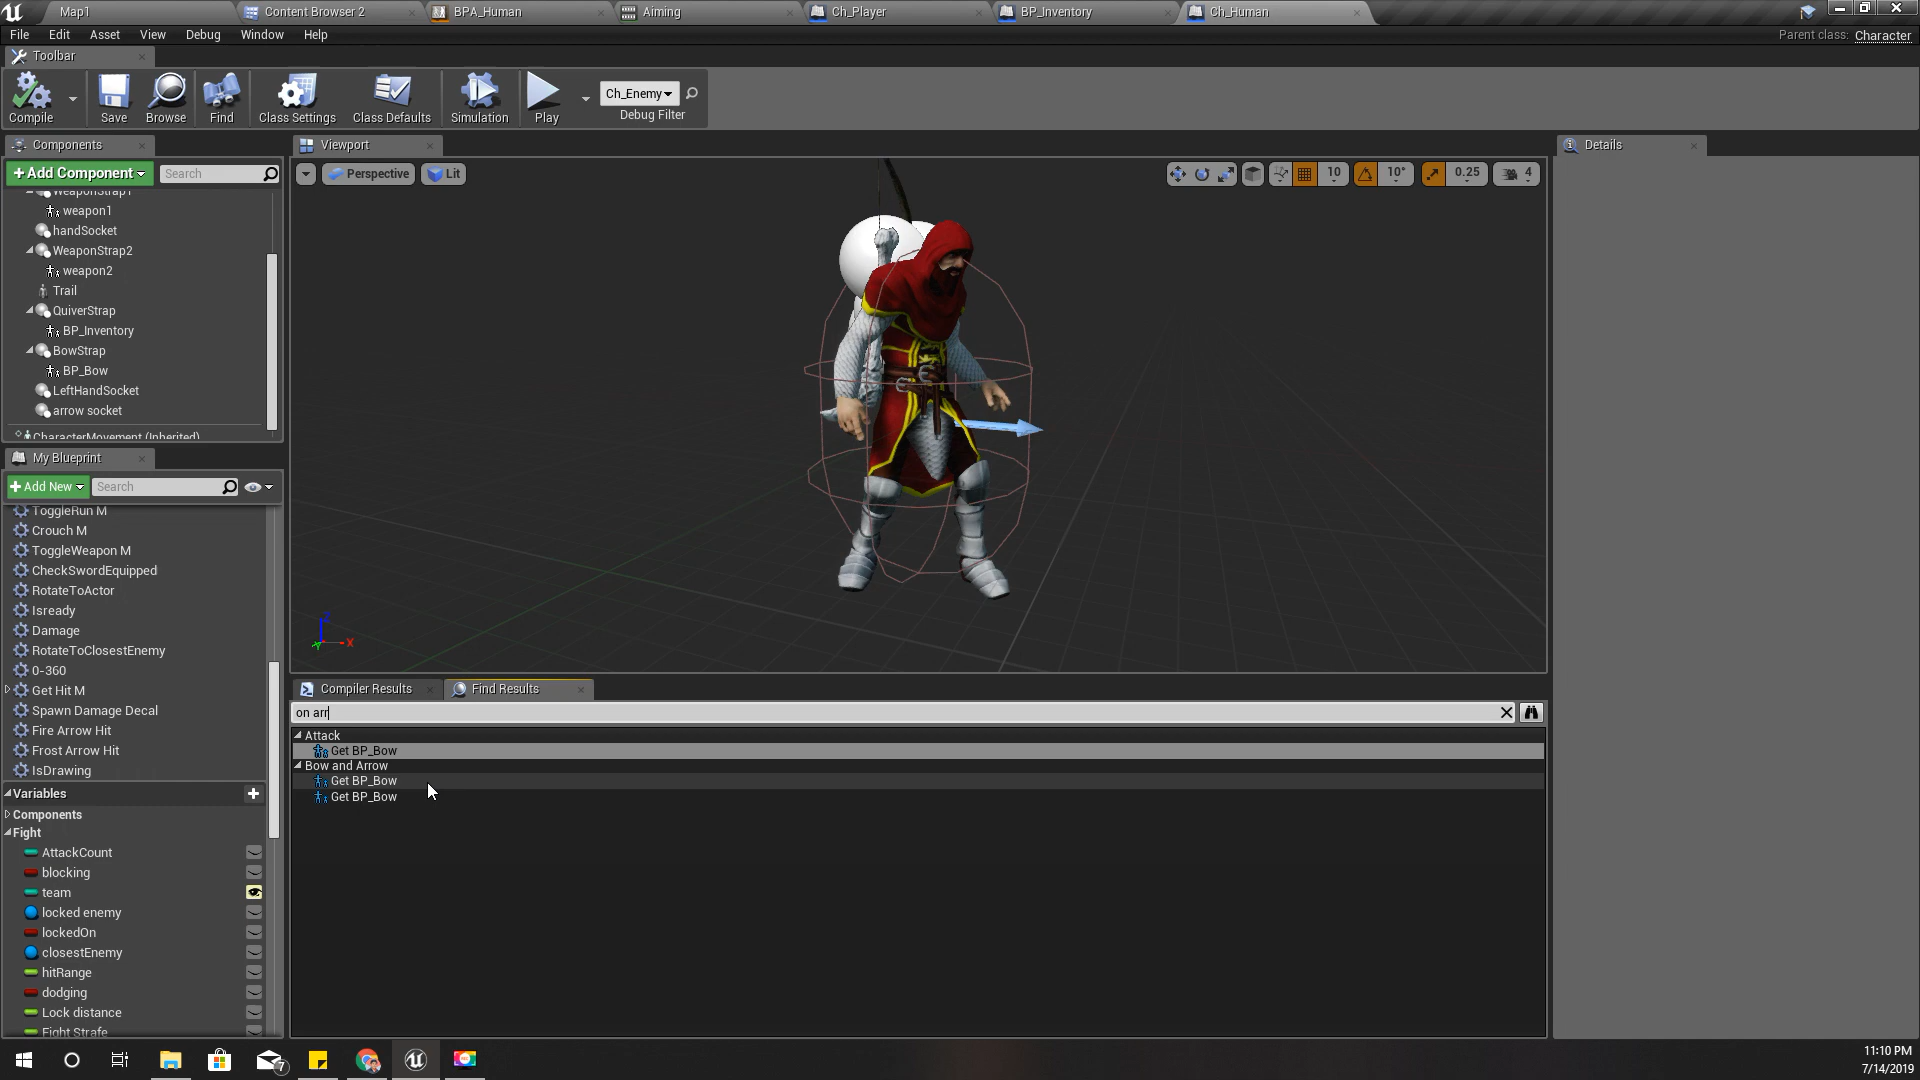 Map1
Content Browser 2
BPA_Human
Aiming
Ch_Player
BP_Inventory
Ch_Human
File Edit Asset View Debug Window Help
Parent class: Character
Toolbar
Compile
Save
Browse
Find
Class Settings
Class Defaults
Simulation
Play
Ch_Enemy
Debug Filter
Components
+ Add Component
Search
WeaponStrap1
weapon1
handSocket
WeaponStrap2
weapon2
Trail
QuiverStrap
BP_Inventory
BowStrap
BP_Bow
LeftHandSocket
arrow socket
CharacterMovement (Inherited)
My Blueprint
+ Add New
Search
ToggleRun M
Crouch M
ToggleWeapon M
CheckSwordEquipped
RotateToActor
Isready
Damage
RotateToClosestEnemy
0-360
Get Hit M
Spawn Damage Decal
Fire Arrow Hit
Frost Arrow Hit
IsDrawing
Variables
Components
Fight
AttackCount
blocking
team
locked enemy
lockedOn
closestEnemy
hitRange
dodging
Lock distance
Fight Strafe
Viewport
Perspective
Lit
10
10°
0.25
4
Z
X
Y
Compiler Results
Find Results
on arr
Attack
Get BP_Bow
Bow and Arrow
Get BP_Bow
Get BP_Bow
Details
7
11:10 PM
7/14/2019